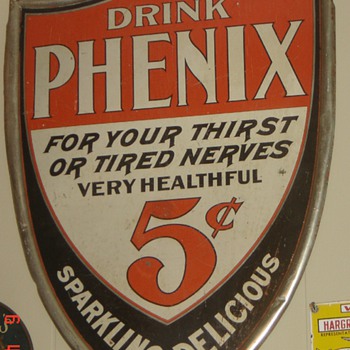 DRINK
PHENIX
FOR YOUR THIRST
OR TIRED NERVES
VERY HEALTHFUL
5¢
SPARKLING DELICIOUS